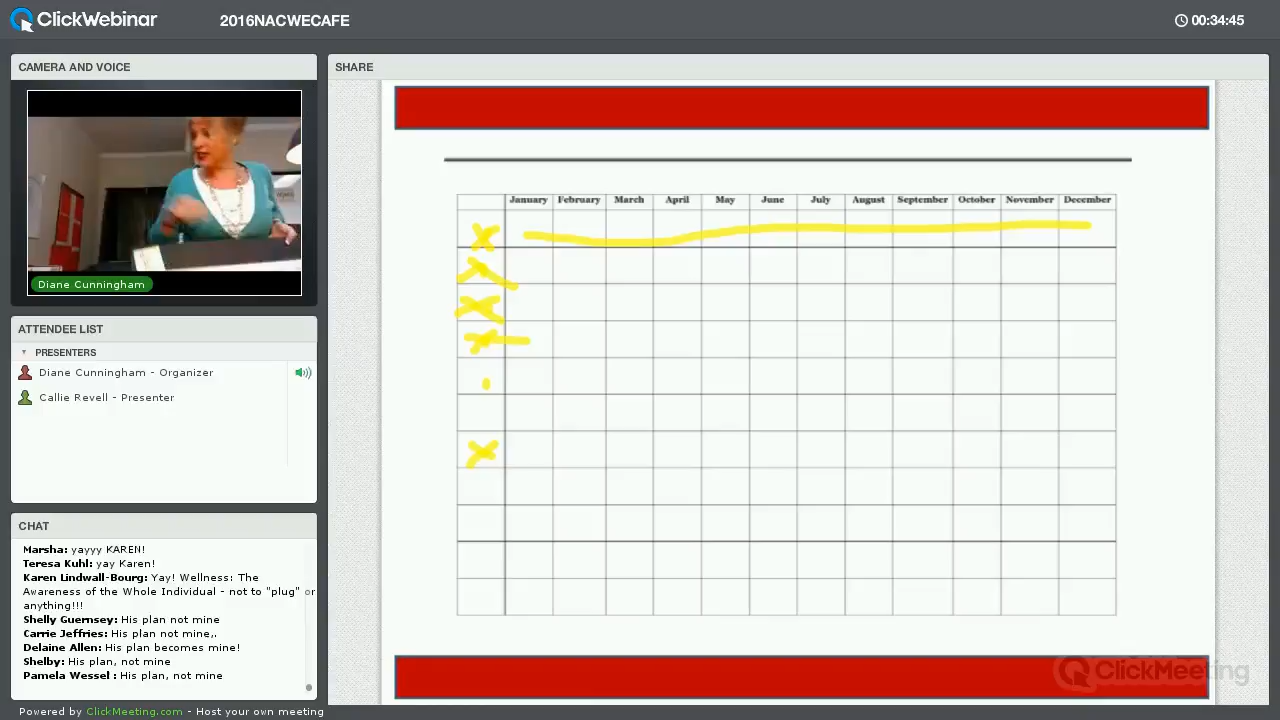 ClickWebinar
2016NACWECAFE
00:34:45
CAMERA AND VOICE
Diane Cunningham
ATTENDEE LIST
PRESENTERS
Diane Cunningham - Organizer
Callie Revell - Presenter
CHAT
Marsha: yayyy KAREN!
Teresa Kuhl: yay Karen!
Karen Lindwall-Bourg: Yay! Wellness: The
Awareness of the Whole Individual - not to "plug" or
anything!!!
Shelly Guernsey: His plan not mine
Carrie Jeffries: His plan not mine,.
Delaine Allen: His plan becomes mine!
Shelby: His plan, not mine
Pamela Wessel : His plan, not mine
Powered by ClickMeeting.com - Host your own meeting
SHARE
January February March April May June July August September October November December
ClickMeeting